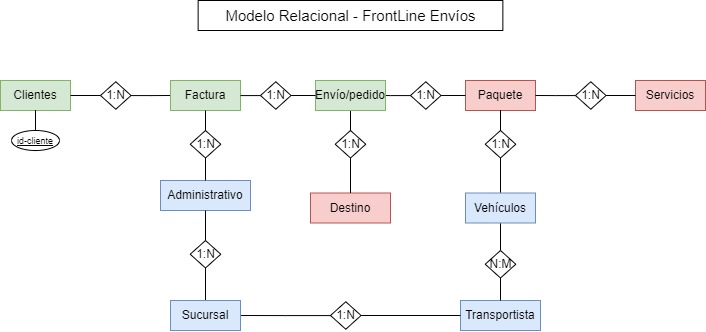 Modelo Relacional - FrontLine Envíos
Clientes
1:N
Factura
1:N
Envío/pedido
1:N
Paquete
1:N
Servicios
id-cliente
1:N
1:N
1:N
Administrativo
Destino
Vehículos
1:N
N:M
Sucursal
1:N
Transportista